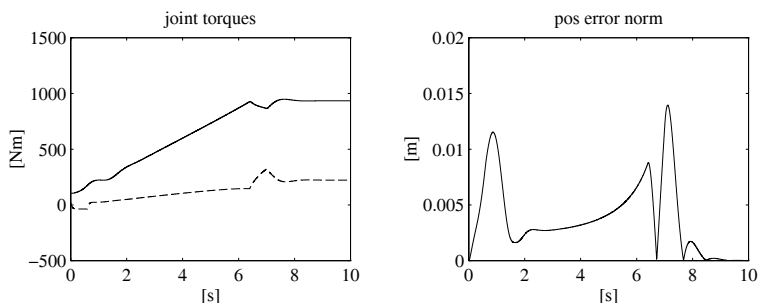 joint torques
1500
1000
500
0
−500
[Nm]
0 2 4 6 8 10
[s]
pos error norm
0.02
0.015
0.01
0.005
0
[m]
0 2 4 6 8 10
[s]